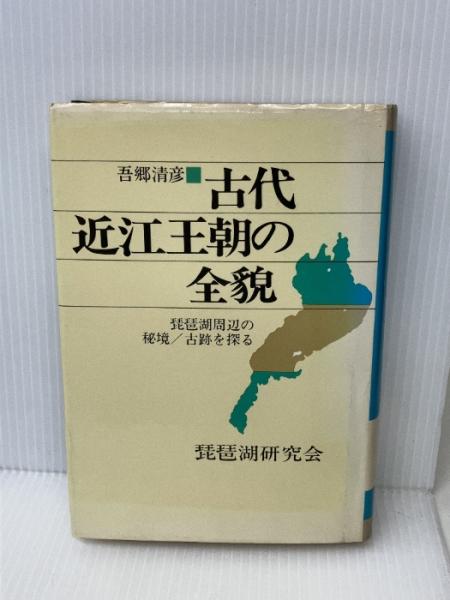 吾郷清彦■古代
近江王朝の
全貌
琵琶湖周辺の
秘境/古跡を探る
琵琶湖研究会